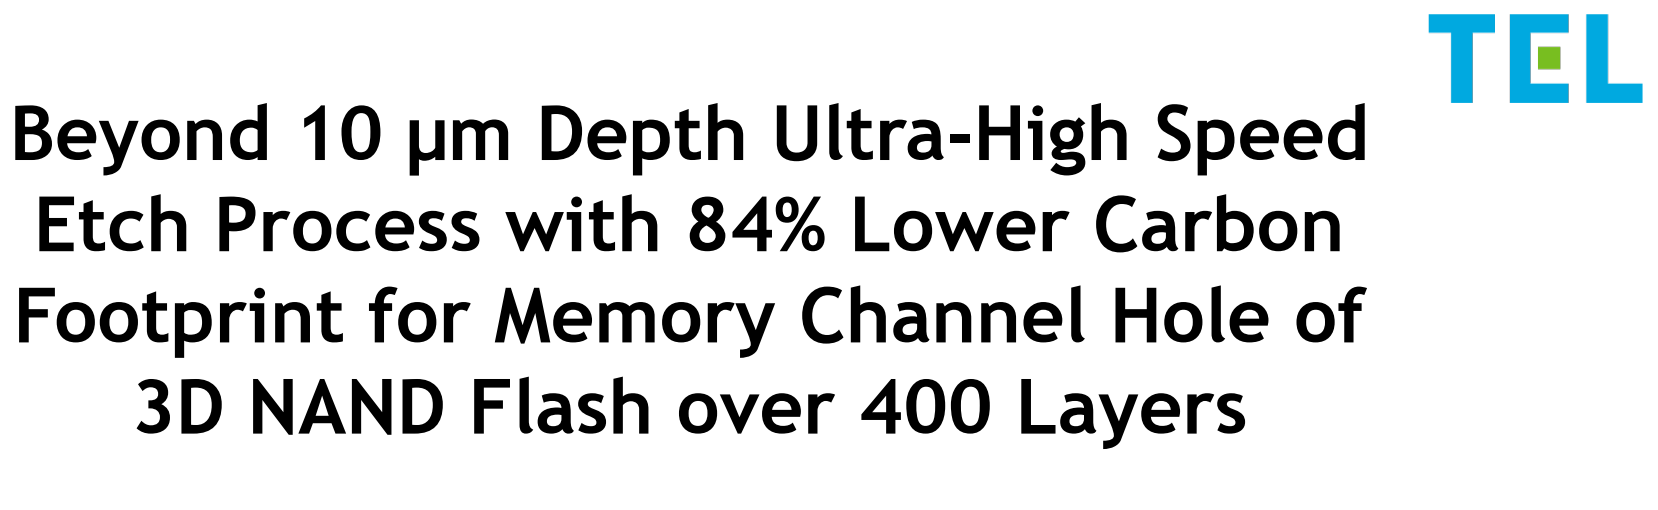 TEL
Beyond 10 µm Depth Ultra-High Speed
Etch Process with 84% Lower Carbon
Footprint for Memory Channel Hole of
3D NAND Flash over 400 Layers